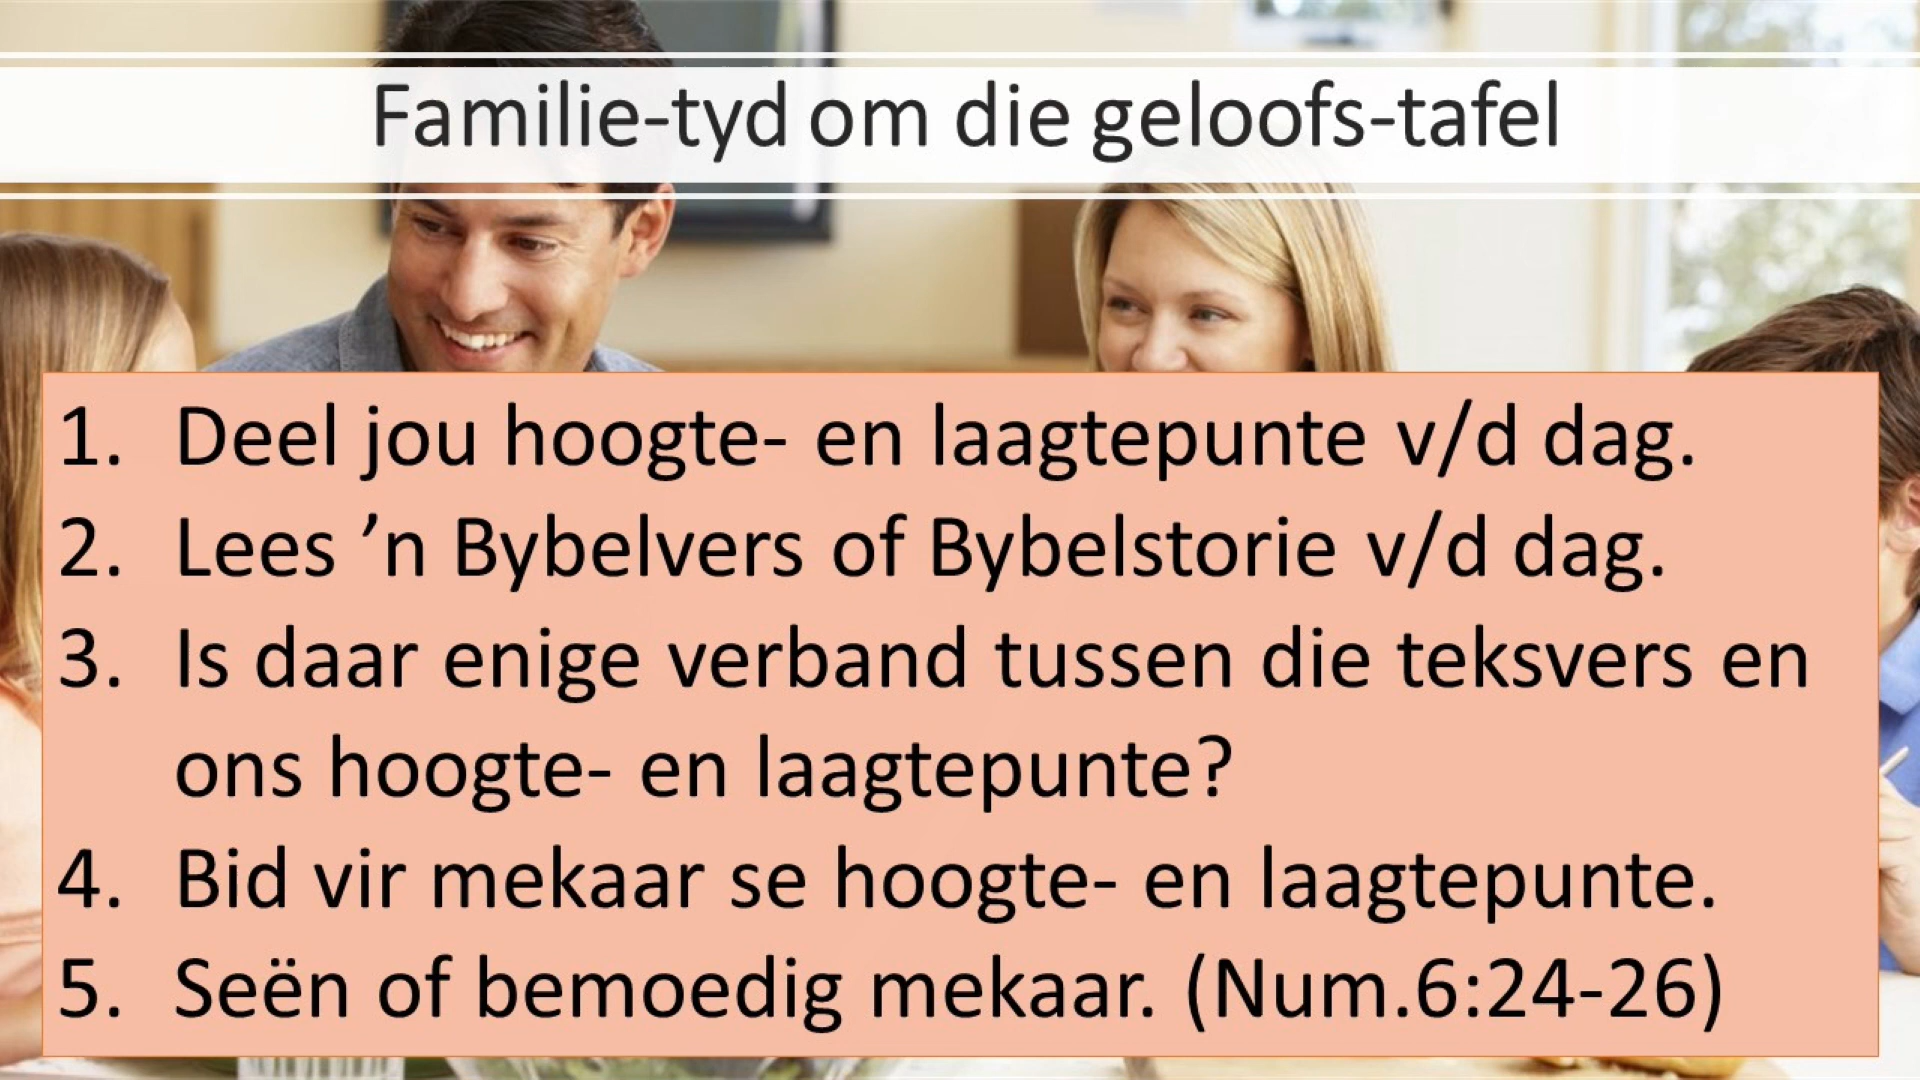 Familie-tyd om die geloofs-tafel
1. Deel jou hoogte- en laagtepunte v/d dag.
2. Lees ’n Bybelvers of Bybelstorie v/d dag.
3. Is daar enige verband tussen die teksvers en
ons hoogte- en laagtepunte?
4. Bid vir mekaar se hoogte- en laagtepunte.
5. Seën of bemoedig mekaar. (Num.6:24-26)